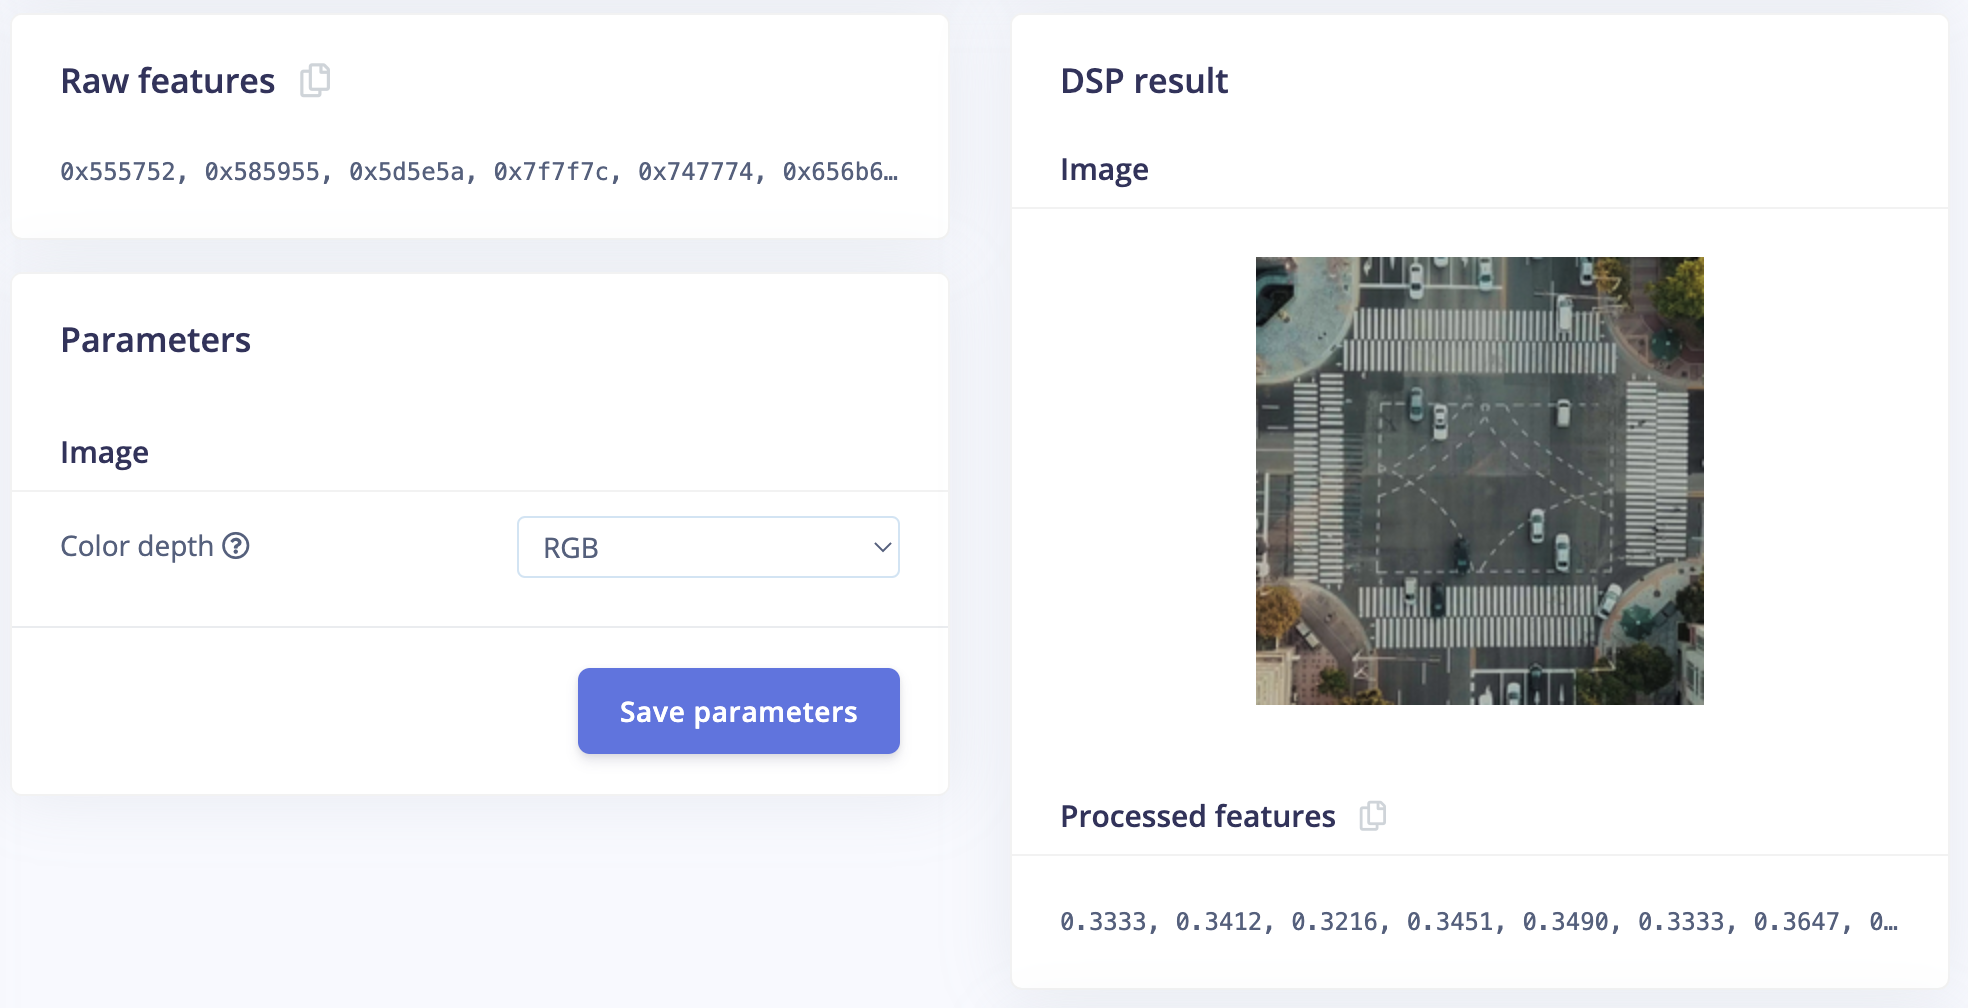 Raw features
0x555752, 0x585955, 0x5d5e5a, 0x7f7f7c, 0x747774, 0x656b6…
Parameters
Image
Color depth
RGB
Save parameters
DSP result
Image
Processed features
0.3333, 0.3412, 0.3216, 0.3451, 0.3490, 0.3333, 0.3647, 0…